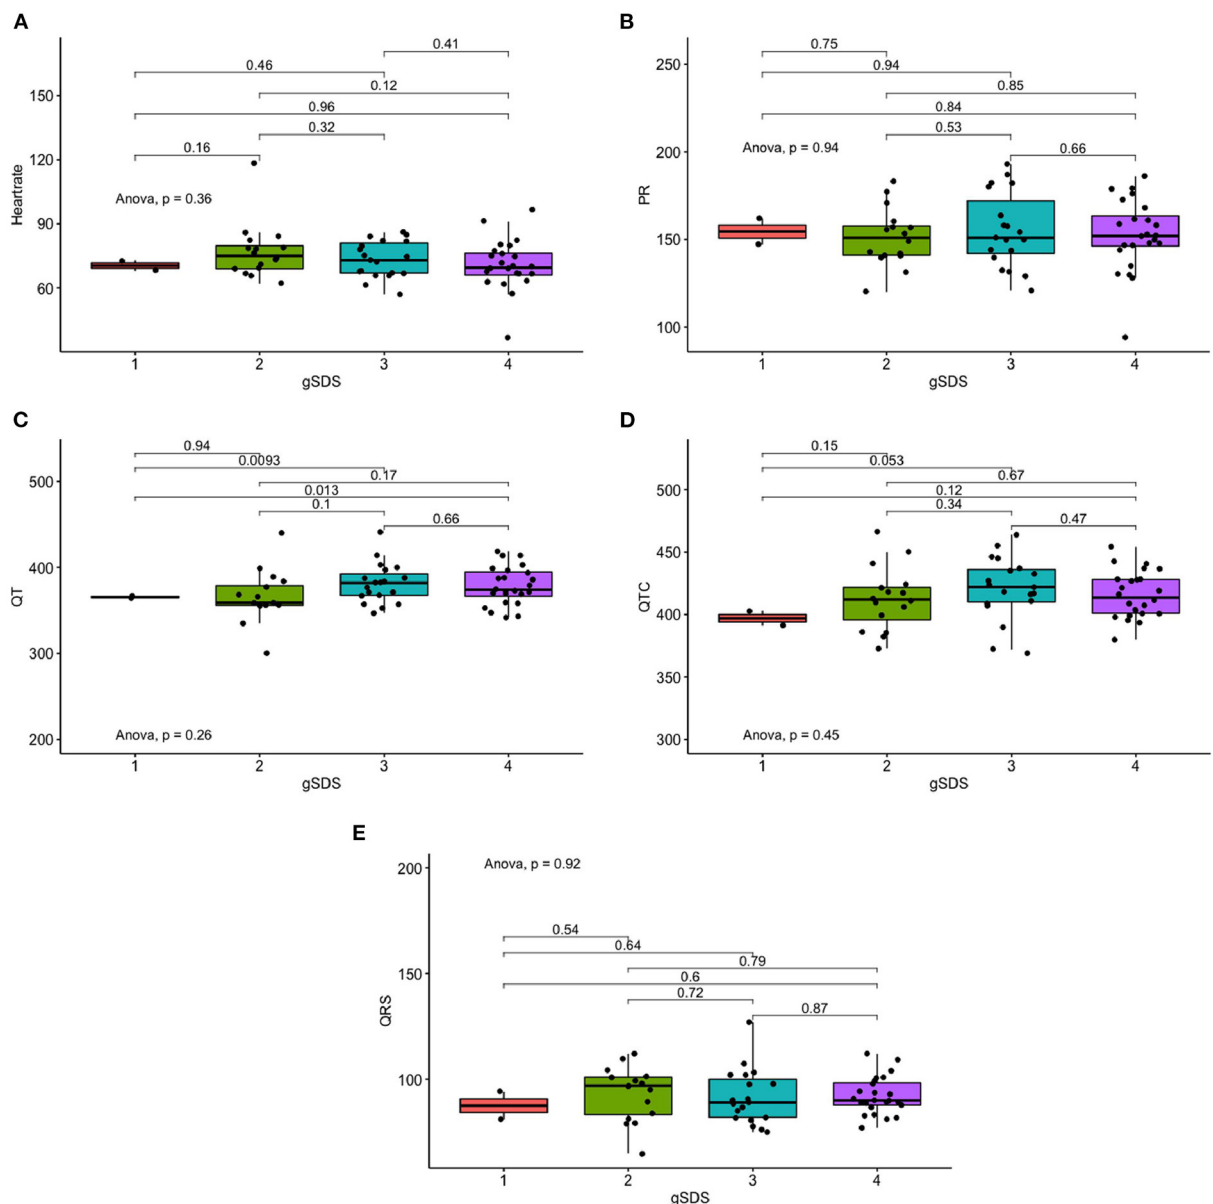 A
0.41
0.46
0.12
0.96
0.32
0.16
Anova, p = 0.36
150
120
90
60
Heartrate
1 2 3 4
gSDS
B
0.75
0.94
0.85
0.84
0.53
0.66
Anova, p = 0.94
250
200
150
100
PR
1 2 3 4
gSDS
C
0.94
0.0093
0.17
0.013
0.1
0.66
500
400
300
200
QT
Anova, p = 0.26
1 2 3 4
gSDS
D
0.15
0.053
0.67
0.12
0.34
0.47
500
450
400
350
300
QTC
Anova, p = 0.45
1 2 3 4
gSDS
E
Anova, p = 0.92
0.54
0.64
0.79
0.6
0.72
0.87
200
150
100
QRS
1 2 3 4
gSDS